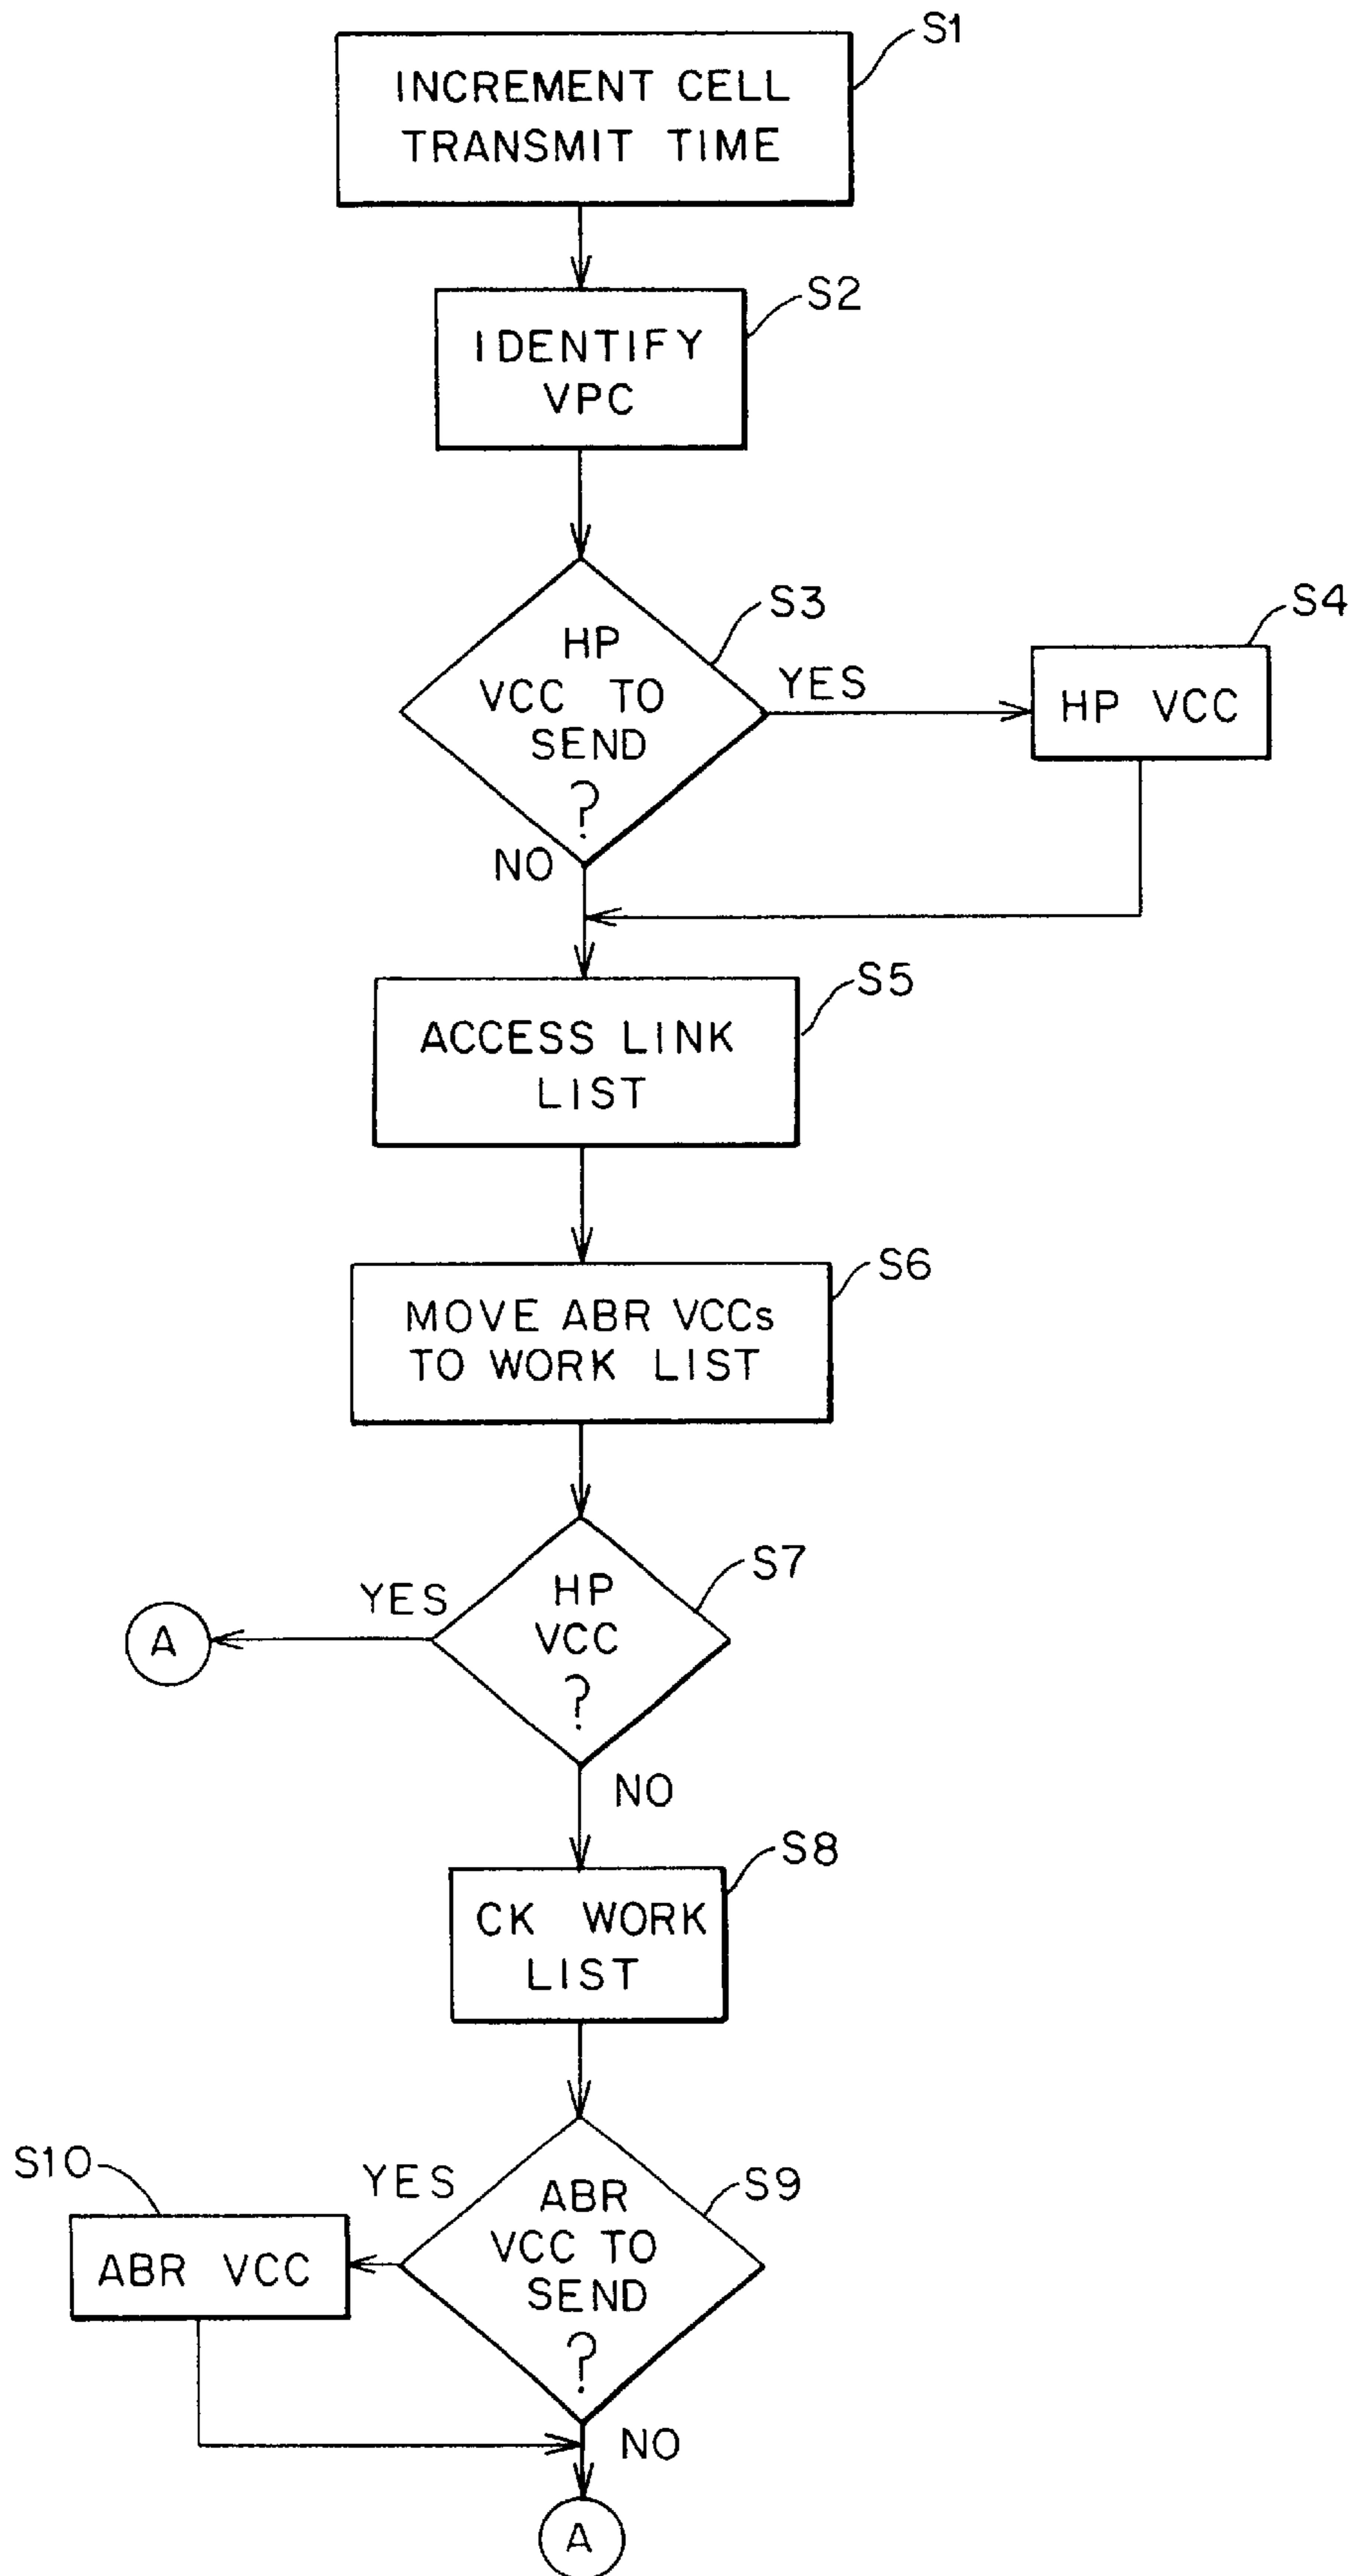 S1
INCREMENT CELL
TRANSMIT TIME
S2
IDENTIFY
VPC
S3
HP
VCC TO
SEND
?
YES
S4
HP VCC
NO
S5
ACCESS LINK
LIST
S6
MOVE ABR VCCs
TO WORK LIST
S7
HP
VCC
?
YES
A
NO
S8
CK WORK
LIST
S9
ABR
VCC TO
SEND
?
YES
S10
ABR VCC
NO
A